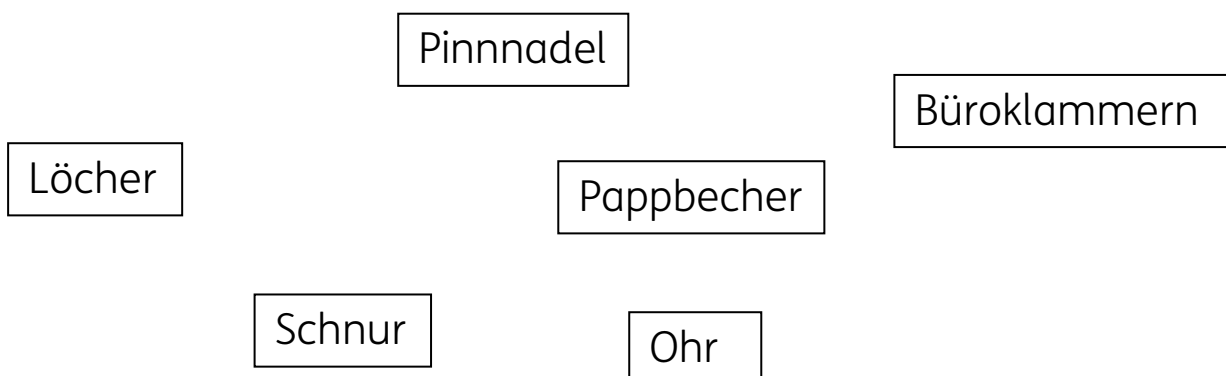 Pinnnadel
Büroklammern
Löcher
Pappbecher
Schnur
Ohr